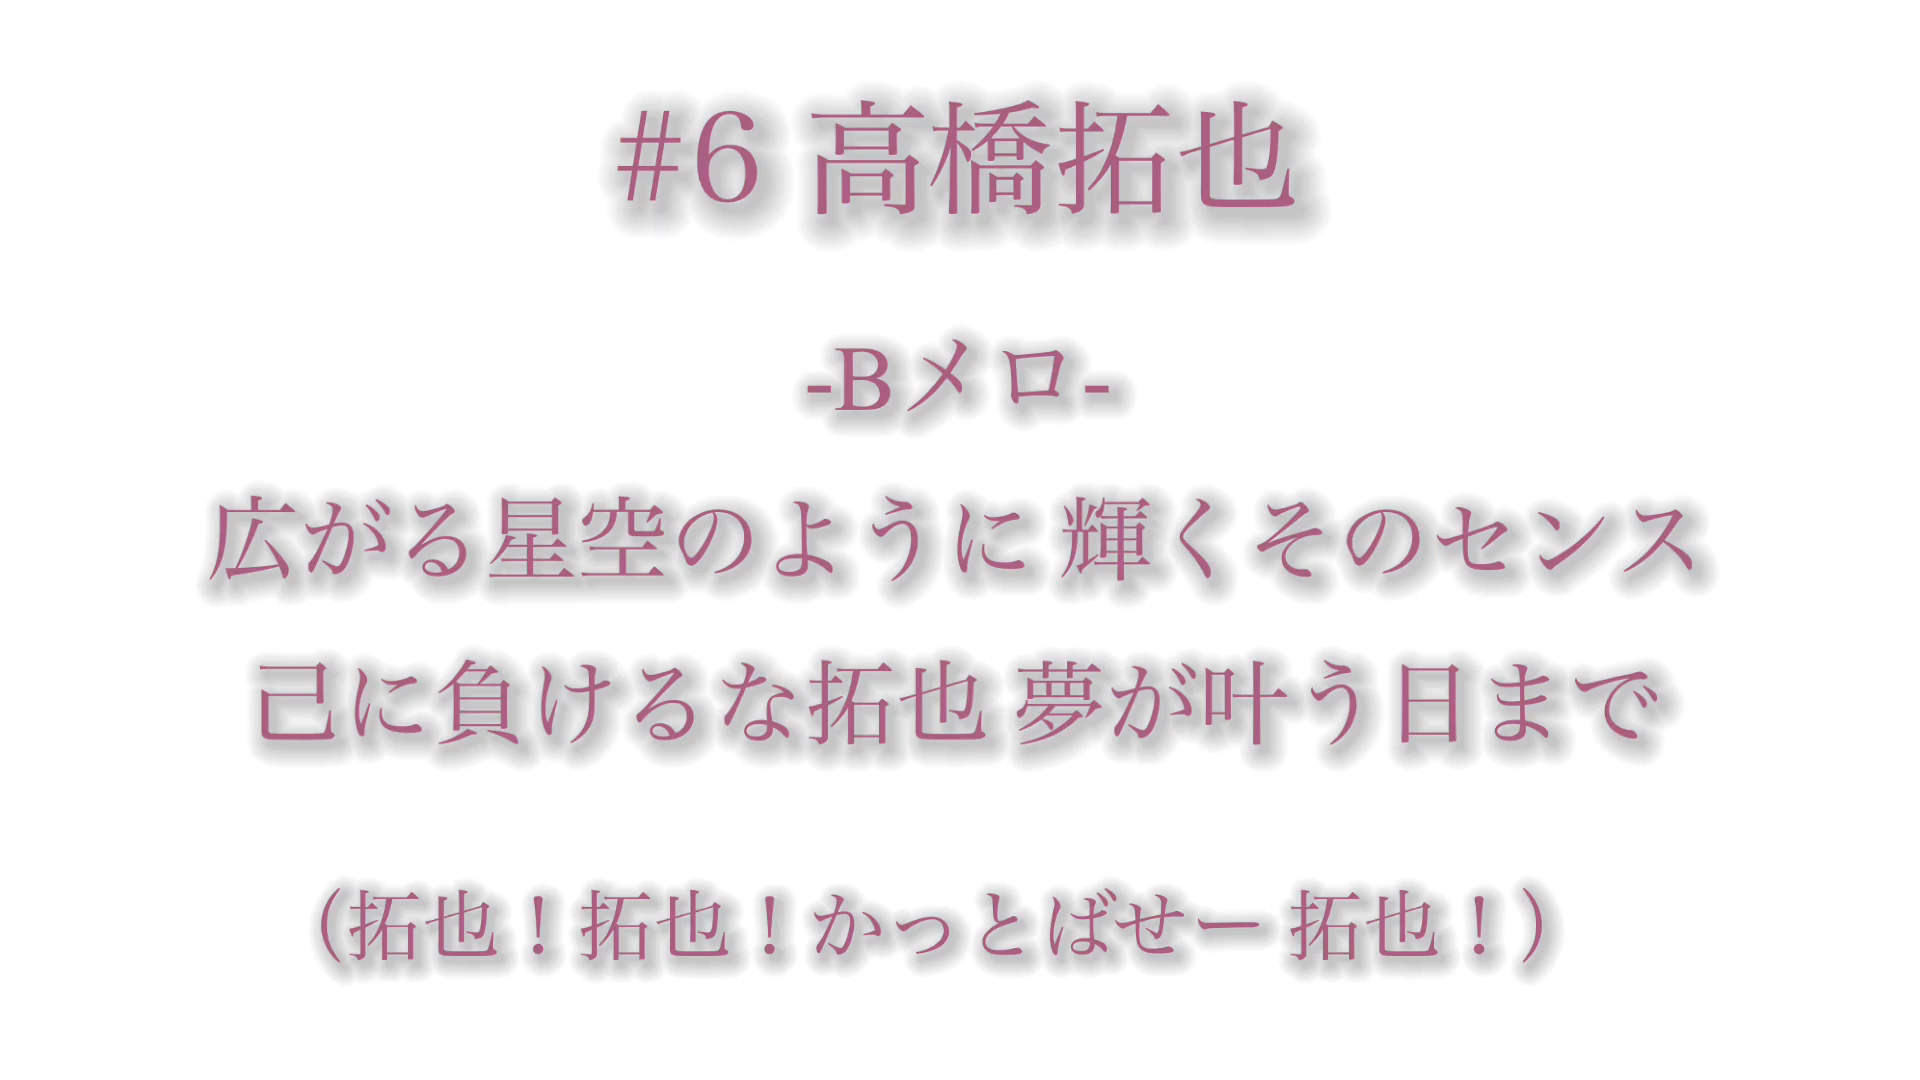 #6 高橋拓也
-Bメロ-
広がる星空のように 輝くそのセンス
己に負けるな拓也 夢が叶う日まで
（拓也！拓也！かっとばせー 拓也！）